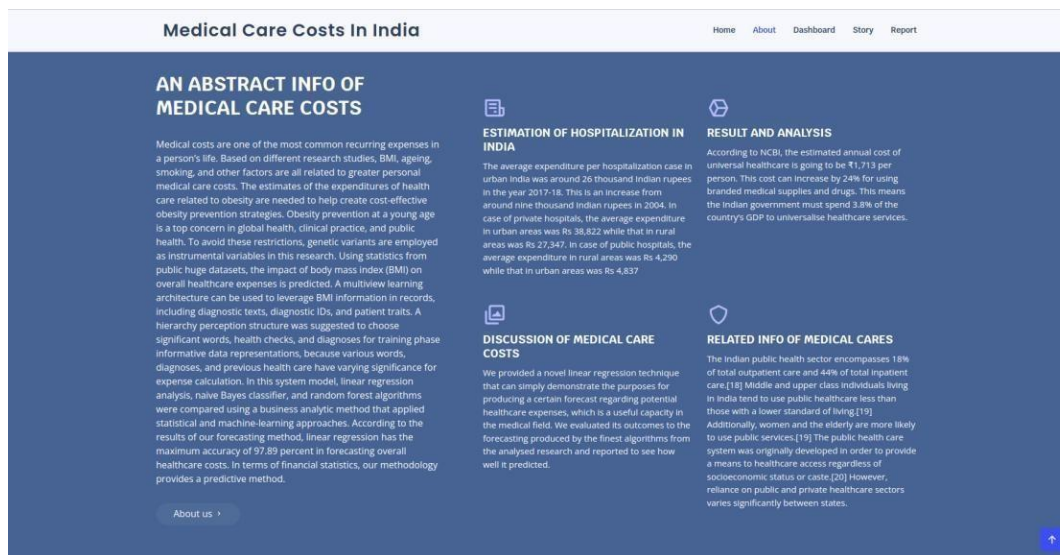 Medical Care Costs In India
Home About Dashboard Story Report
AN ABSTRACT INFO OF
MEDICAL CARE COSTS
Medical costs are one of the most common recurring expenses in
a person's life. Based on different research studies, BMI, ageing,
smoking, and other factors are all related to greater personal
medical care costs. The estimates of the expenditures of health
care related to obesity are needed to help create cost-effective
obesity prevention strategies. Obesity prevention at a young age
is a top concern in global health, clinical practice, and public
health. To avoid these restrictions, genetic variants are employed
as instrumental variables in this research. Using statistics from
public huge datasets, the impact of body mass index (BMI) on
overall healthcare expenses is predicted. A multiview learning
architecture can be used to leverage BMI information in records,
including diagnostic texts, diagnostic IDs, and patient traits. A
hierarchy perception structure was suggested to choose
significant words, health checks, and diagnoses for training phase
informative data representations, because various words,
diagnoses, and previous health care have varying significance for
expense calculation. In this system model, linear regression
analysis, naive Bayes classifier, and random forest algorithms
were compared using a business analytic method that applied
statistical and machine-learning approaches. According to the
results of our forecasting method, linear regression has the
maximum accuracy of 97.89 percent in forecasting overall
healthcare costs. In terms of financial statistics, our methodology
provides a predictive method.
About us ›
ESTIMATION OF HOSPITALIZATION IN
INDIA
The average expenditure per hospitalization case in
urban India was around 26 thousand Indian rupees
in the year 2017-18. This is an increase from
around nine thousand Indian rupees in 2004. In
case of private hospitals, the average expenditure
in urban areas was Rs 38,822 while that in rural
areas was Rs 27,347. In case of public hospitals, the
average expenditure in rural areas was Rs 4,290
while that in urban areas was Rs 4,837
RESULT AND ANALYSIS
According to NCBI, the estimated annual cost of
universal healthcare is going to be ₹1,713 per
person. This cost can increase by 24% for using
branded medical supplies and drugs. This means
the Indian government must spend 3.8% of the
country's GDP to universalise healthcare services.
DISCUSSION OF MEDICAL CARE
COSTS
We provided a novel linear regression technique
that can simply demonstrate the purposes for
producing a certain forecast regarding potential
healthcare expenses, which is a useful capacity in
the medical field. We evaluated its outcomes to the
forecasting produced by the finest algorithms from
the analysed research and reported to see how
well it predicted.
RELATED INFO OF MEDICAL CARES
The Indian public health sector encompasses 18%
of total outpatient care and 44% of total inpatient
care.[18] Middle and upper class individuals living
in India tend to use public healthcare less than
those with a lower standard of living.[19]
Additionally, women and the elderly are more likely
to use public services.[19] The public health care
system was originally developed in order to provide
a means to healthcare access regardless of
socioeconomic status or caste.[20] However,
reliance on public and private healthcare sectors
varies significantly between states.